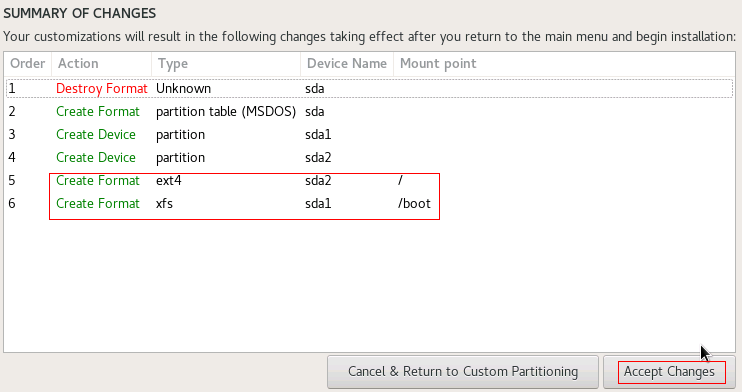 SUMMARY OF CHANGES
Your customizations will result in the following changes taking effect after you return to the main menu and begin installation:
Order Action Type Device Name Mount point
1 Destroy Format Unknown sda
2 Create Format partition table (MSDOS) sda
3 Create Device partition sda1
4 Create Device partition sda2
5 Create Format ext4 sda2 /
6 Create Format xfs sda1 /boot
Cancel & Return to Custom Partitioning Accept Changes